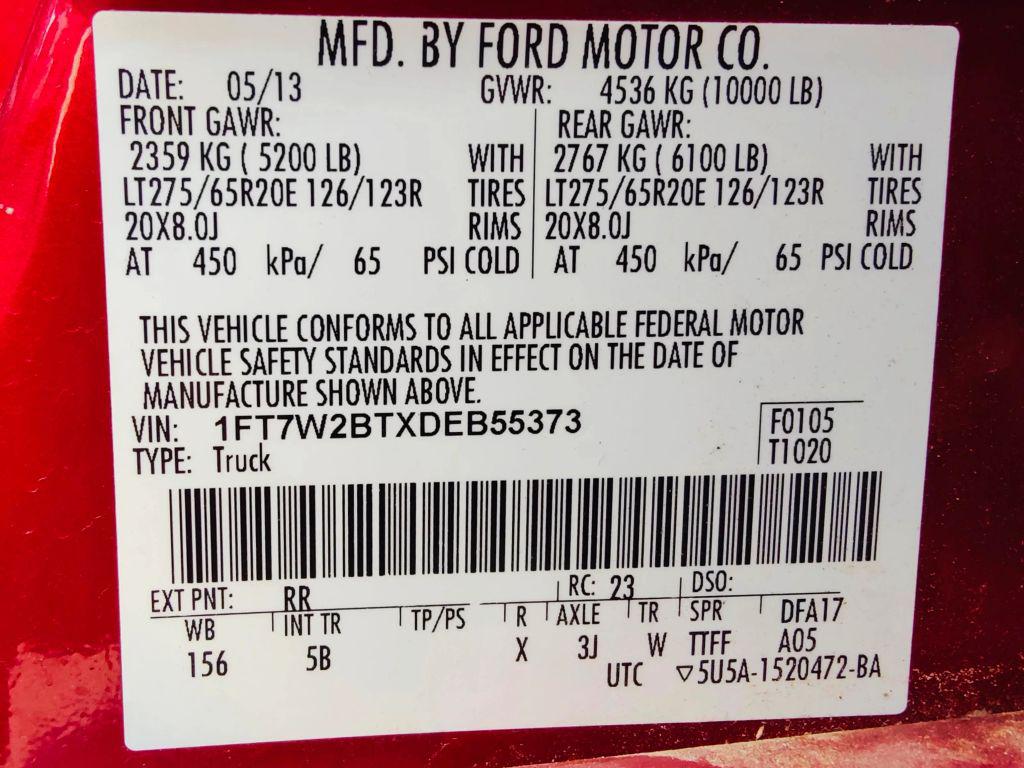 MFD. BY FORD MOTOR CO.
DATE: 05/13 GVWR: 4536 KG (10000 LB)
FRONT GAWR: REAR GAWR:
2359 KG ( 5200 LB) WITH 2767 KG ( 6100 LB) WITH
LT275/65R20E 126/123R TIRES LT275/65R20E 126/123R TIRES
20X8.0J RIMS 20X8.0J RIMS
AT 450 kPa/ 65 PSI COLD AT 450 kPa/ 65 PSI COLD
THIS VEHICLE CONFORMS TO ALL APPLICABLE FEDERAL MOTOR
VEHICLE SAFETY STANDARDS IN EFFECT ON THE DATE OF
MANUFACTURE SHOWN ABOVE.
VIN: 1FT7W2BTXDEB55373 F0105
TYPE: Truck T1020
EXT PNT: RR RC: 23 DSO:
WB INT TR TP/PS R AXLE TR SPR DFA17
156 5B X 3J W TTFF A05
UTC ▽5U5A-1520472-BA